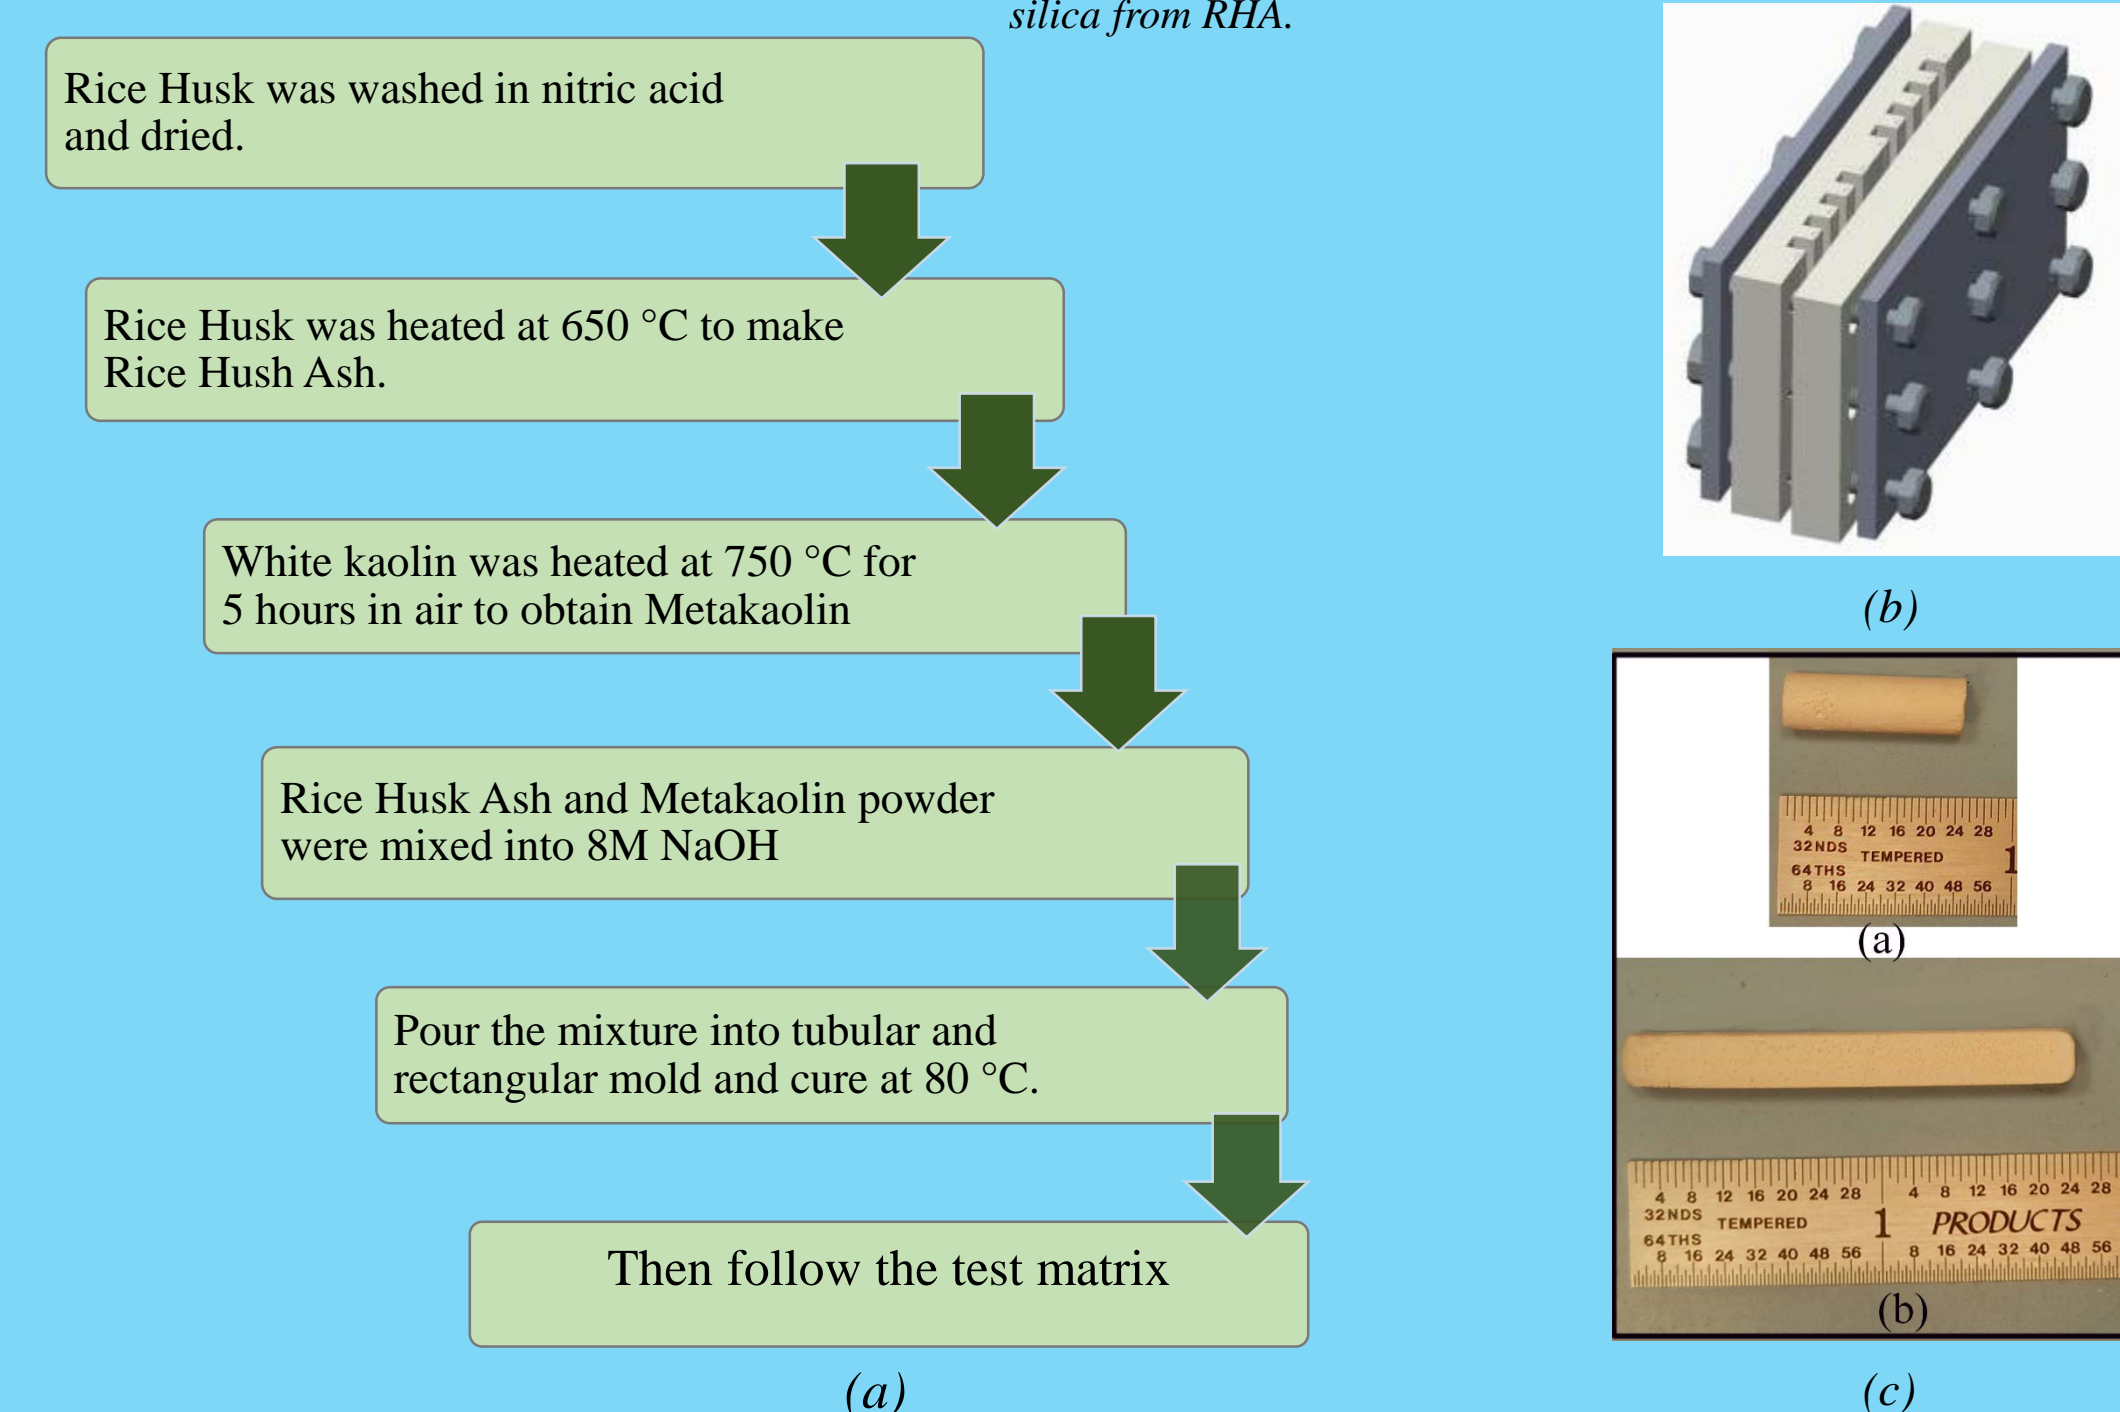 silica from RHA.
Rice Husk was washed in nitric acid
and dried.
Rice Husk was heated at 650 °C to make
Rice Hush Ash.
White kaolin was heated at 750 °C for
5 hours in air to obtain Metakaolin
Rice Husk Ash and Metakaolin powder
were mixed into 8M NaOH
Pour the mixture into tubular and
rectangular mold and cure at 80 °C.
Then follow the test matrix
(a)
(b)
4 8 12 16 20 24 28
32NDS TEMPERED 1
64THS
8 16 24 32 40 48 56
(a)
4 8 12 16 20 24 28 4 8 12 16 20 24 28
32NDS TEMPERED 1 PRODUCTS
64THS
8 16 24 32 40 48 56 8 16 24 32 40 48 56
(b)
(c)